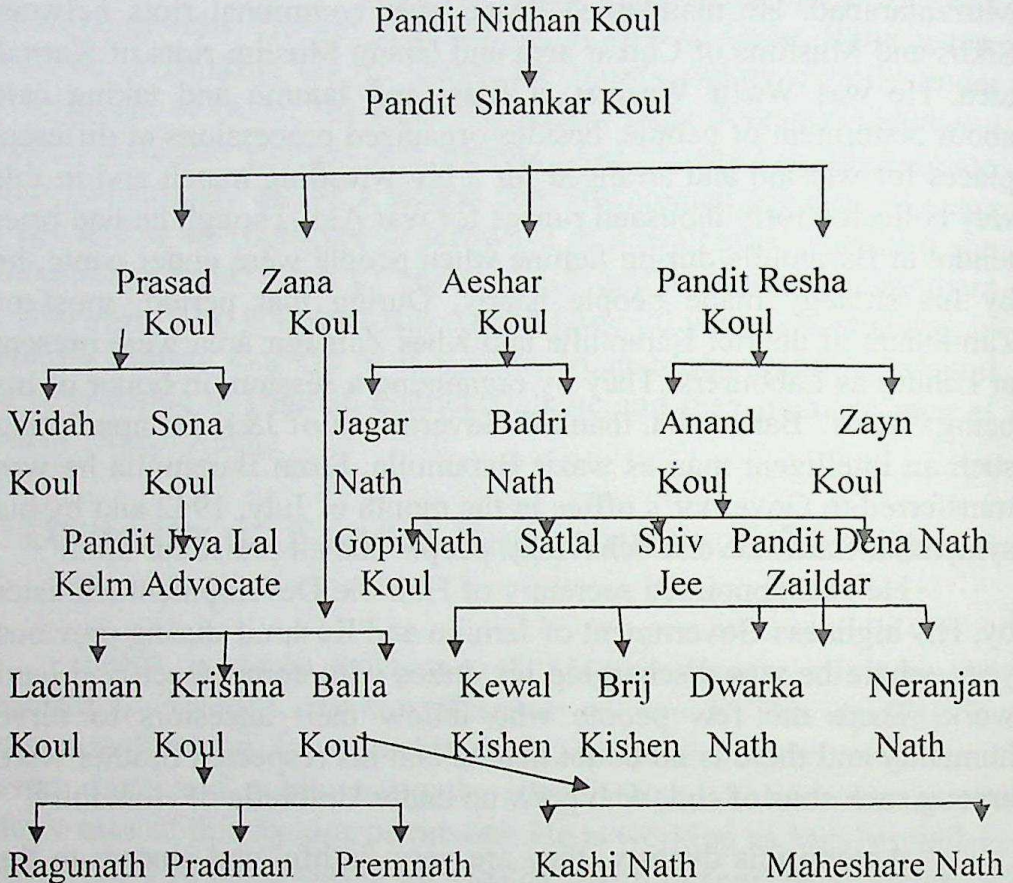 Pandit Nidhan Koul
Pandit Shankar Koul
Prasad Zana Aeshar Pandit Resha
Koul Koul Koul Koul
Vidah Sona Jagar Badri Anand Zayn
Koul Koul Nath Nath Koul Koul
Pandit Jiya Lal Gopi Nath Satlal Shiv Pandit Dena Nath
Kelm Advocate Koul Jee Zaildar
Lachman Krishna Balla Kewal Brij Dwarka Neranjan
Koul Koul Koul Kishen Kishen Nath Nath
Ragunath Pradman Premnath Kashi Nath Maheshare Nath